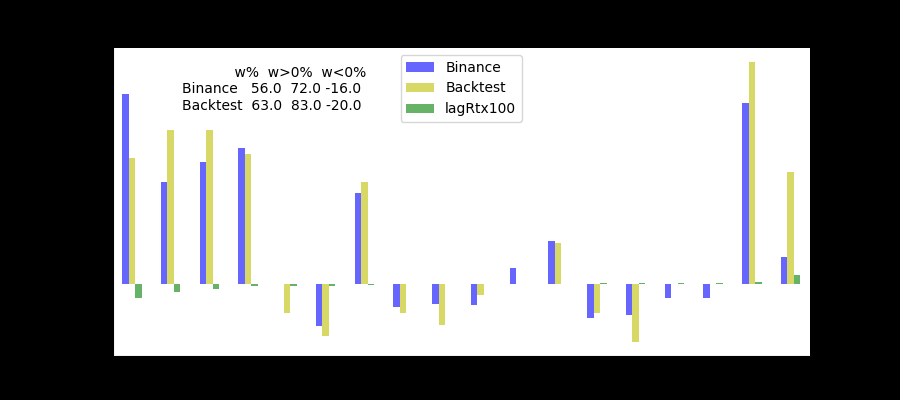 w% w>0% w<0%
Binance 56.0 72.0 -16.0
Backtest 63.0 83.0 -20.0
Binance
Backtest
lagRtx100